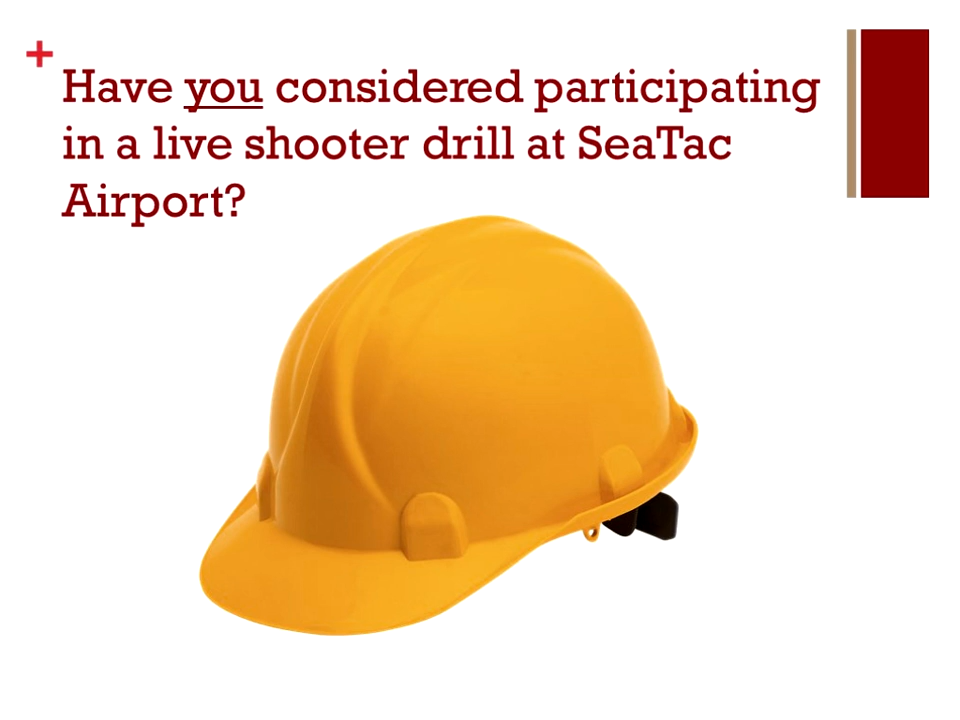 +
Have you considered participating
in a live shooter drill at SeaTac
Airport?